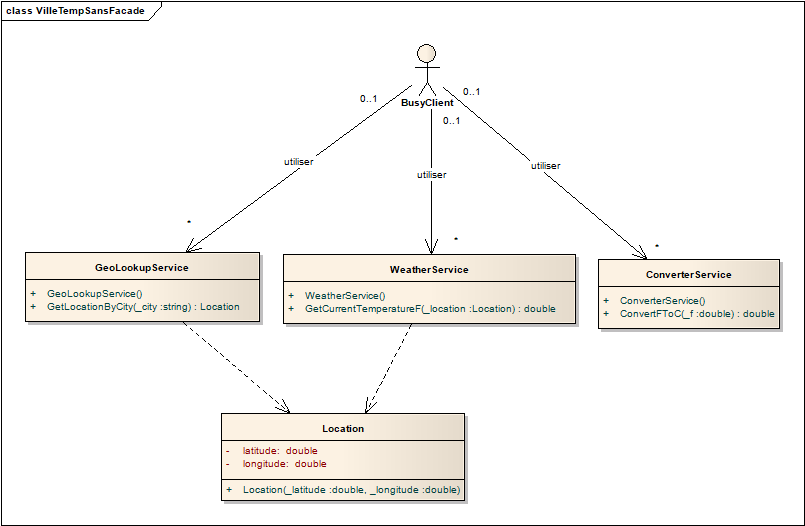 class VilleTempSansFacade
BusyClient
0..1
0..1
0..1
utiliser
utiliser
utiliser
*
*
*
GeoLookupService
+ GeoLookupService()
+ GetLocationByCity(_city :string) : Location
WeatherService
+ WeatherService()
+ GetCurrentTemperatureF(_location :Location) : double
ConverterService
+ ConverterService()
+ ConvertFToC(_f :double) : double
Location
- latitude: double
- longitude: double
+ Location(_latitude :double, _longitude :double)